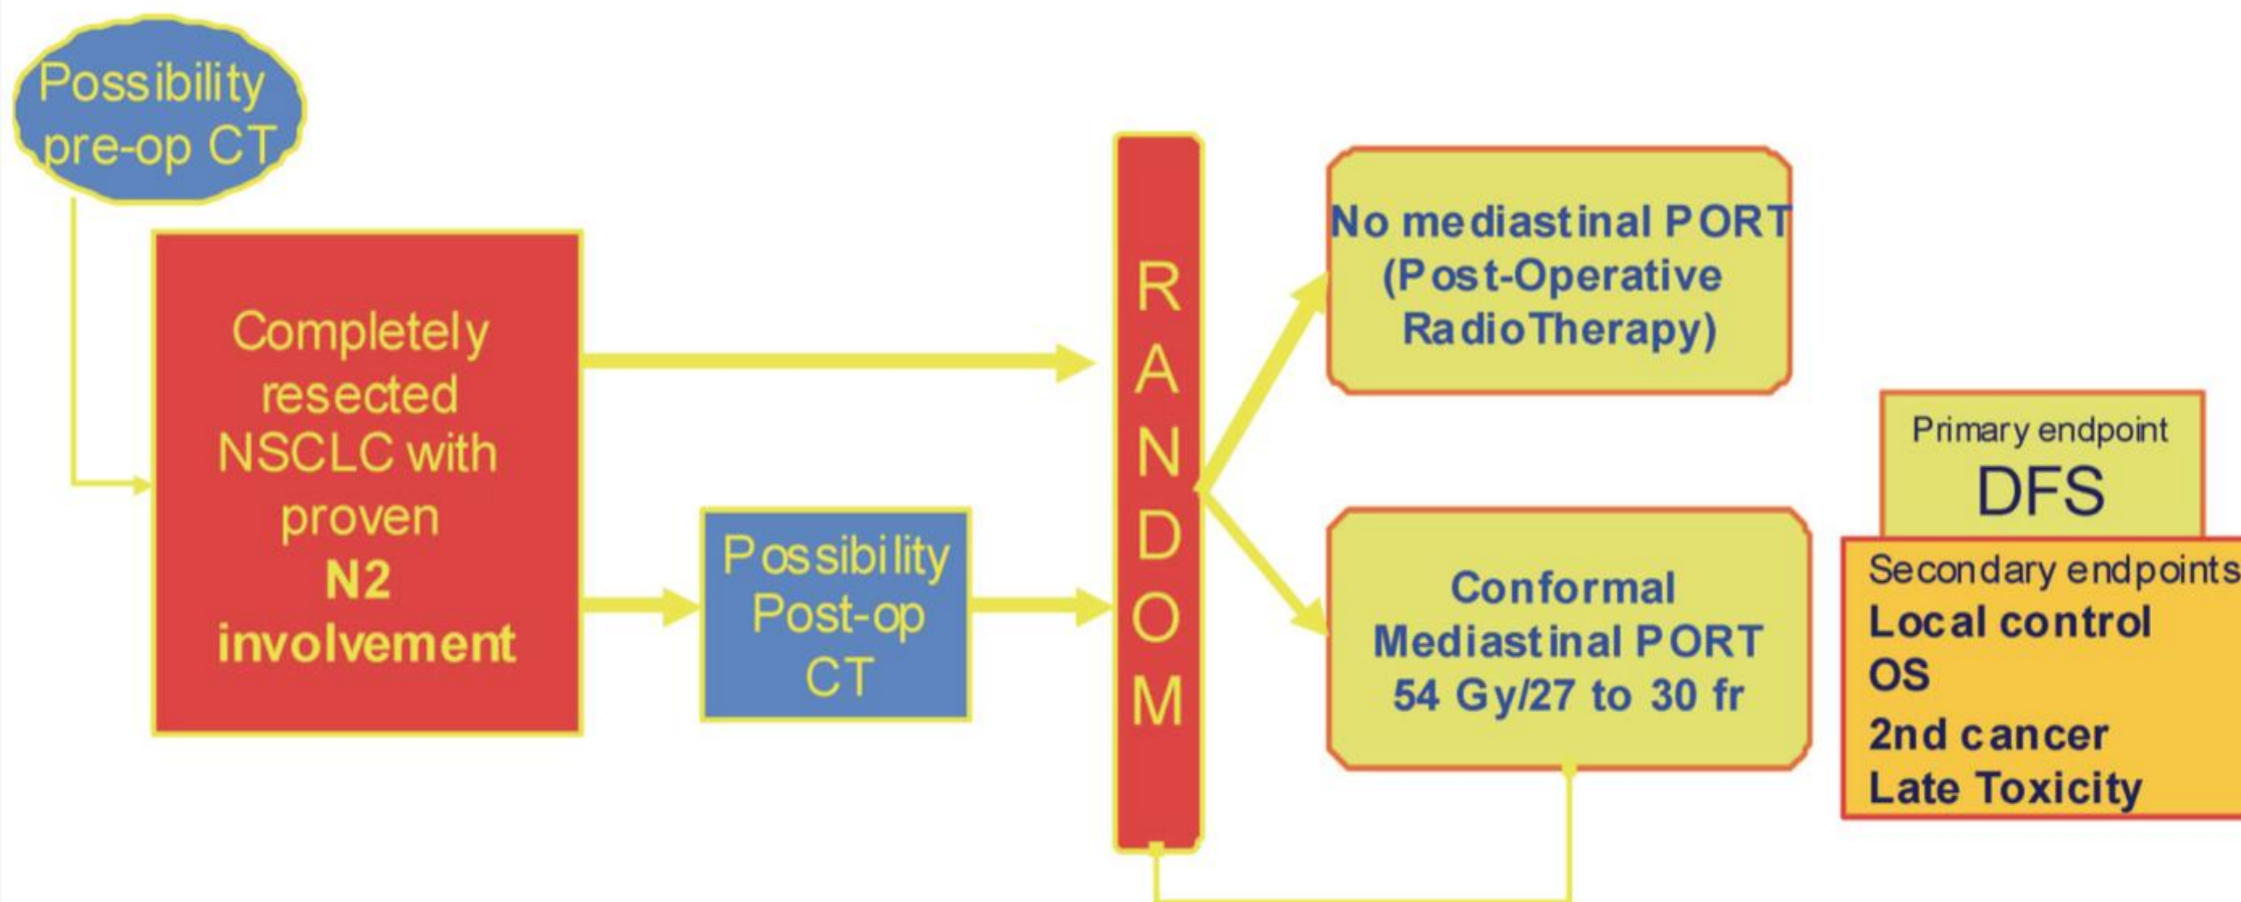 Possibility
pre-op CT
Completely
resected
NSCLC with
proven
N2
involvement
Possibility
Post-op
CT
R
A
N
D
O
M
No mediastinal PORT
(Post-Operative
RadioTherapy)
Conformal
Mediastinal PORT
54 Gy/27 to 30 fr
Primary endpoint
DFS
Secondary endpoints
Local control
OS
2nd cancer
Late Toxicity